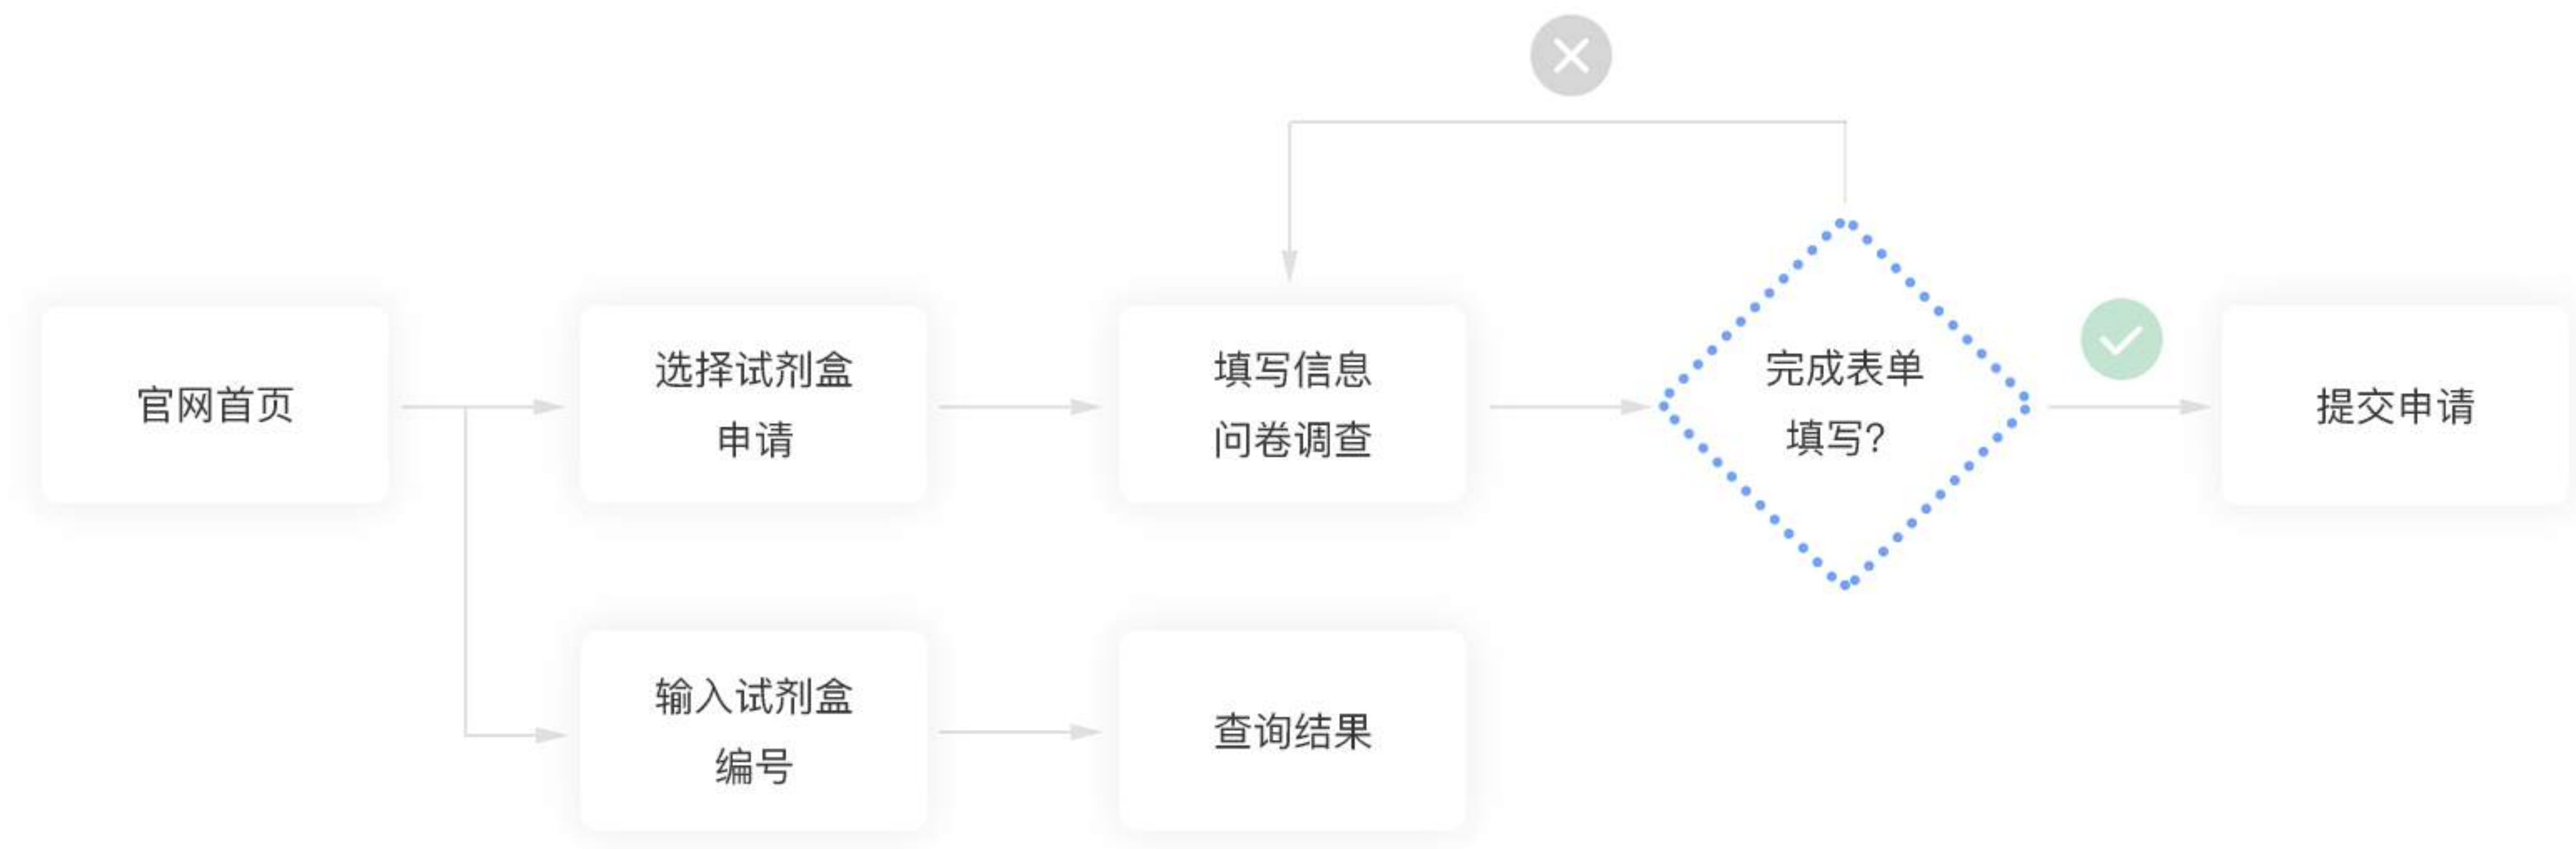 官网首页
选择试剂盒
申请
填写信息
问卷调查
完成表单
填写?
提交申请
输入试剂盒
编号
查询结果